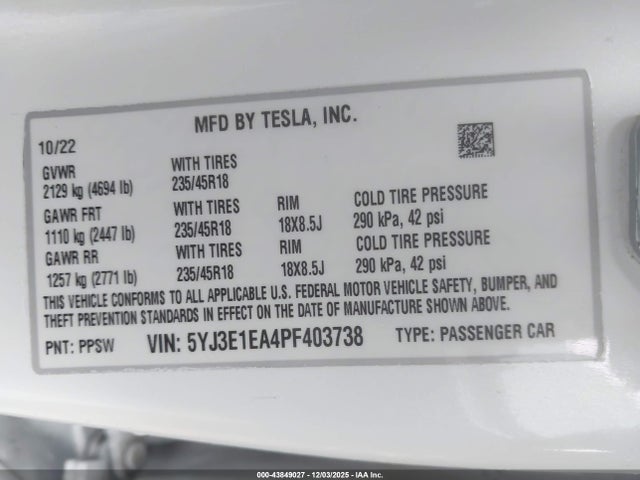 MFD BY TESLA, INC.
10/22
GVWR WITH TIRES
2129 kg (4694 lb) 235/45R18
GAWR FRT WITH TIRES RIM COLD TIRE PRESSURE
1110 kg (2447 lb) 235/45R18 18X8.5J 290 kPa, 42 psi
GAWR RR WITH TIRES RIM COLD TIRE PRESSURE
1257 kg (2771 lb) 235/45R18 18X8.5J 290 kPa, 42 psi
THIS VEHICLE CONFORMS TO ALL APPLICABLE U.S. FEDERAL MOTOR VEHICLE SAFETY, BUMPER, AND
THEFT PREVENTION STANDARDS IN EFFECT ON THE DATE OF MANUFACTURE SHOWN ABOVE.
PNT: PPSW VIN: 5YJ3E1EA4PF403738 TYPE: PASSENGER CAR
000-43849027 - 12/03/2025 - IAA Inc.